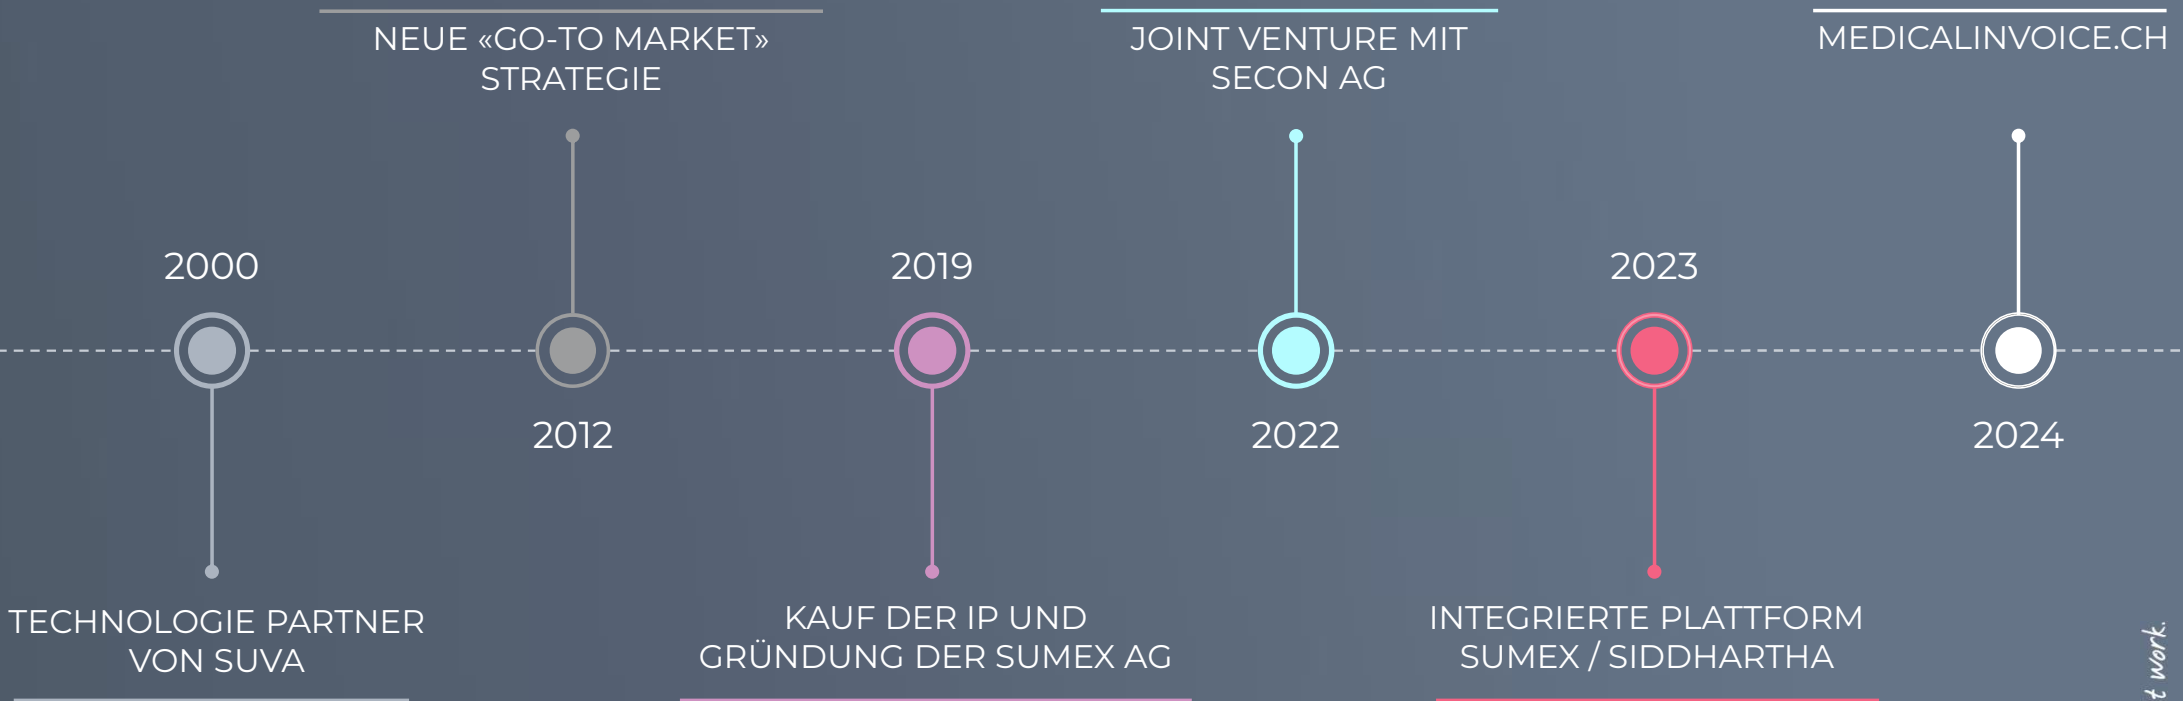 NEUE «GO-TO MARKET»
STRATEGIE
JOINT VENTURE MIT
SECON AG
MEDICALINVOICE.CH
2000
2019
2023
2012
2022
2024
TECHNOLOGIE PARTNER
VON SUVA
KAUF DER IP UND
GRÜNDUNG DER SUMEX AG
INTEGRIERTE PLATTFORM
SUMEX / SIDDHARTHA
work.